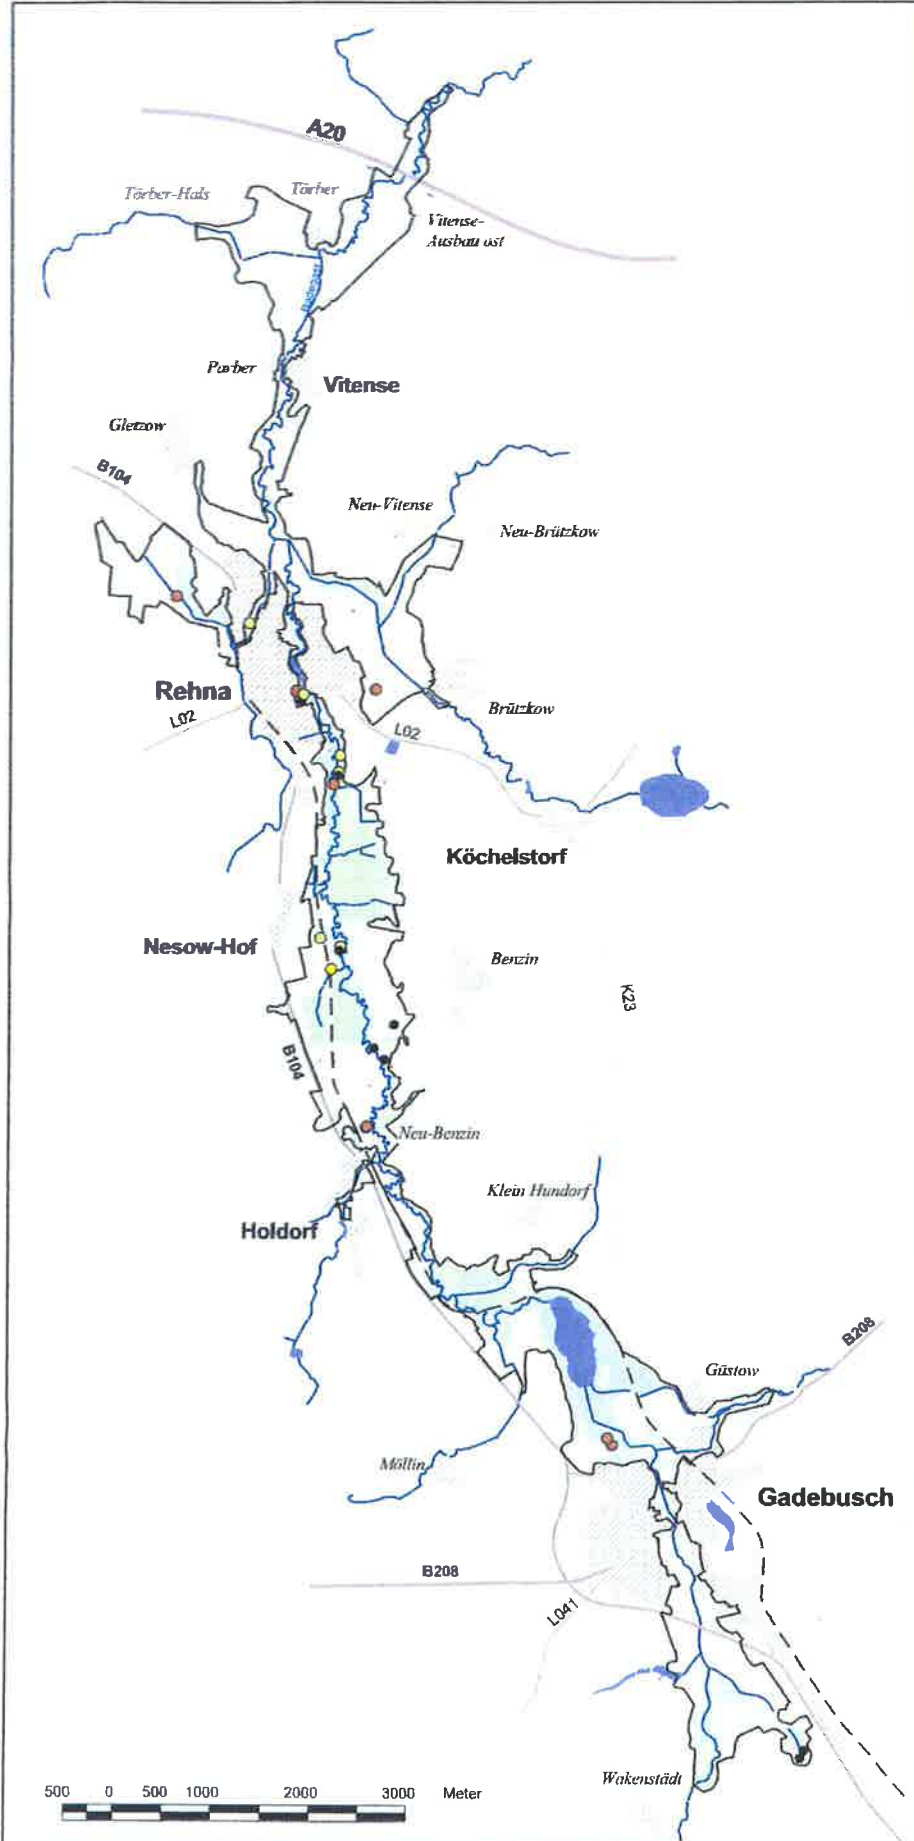 A20
Törber-Hals
Törber
Vitense-
Ausbau ost
Radegast
Parber
Vitense
Gletzow
B104
Neu-Vitense
Neu-Brützkow
Rehna
L02
Brützkow
L02
Köchelstorf
Nesow-Hof
Benzin
K23
B104
Neu-Benzin
Klein Hundorf
Holdorf
B208
Güstow
Möllin
Gadebusch
B208
L041
Wakenstädt
500 0 500 1000 2000 3000 Meter